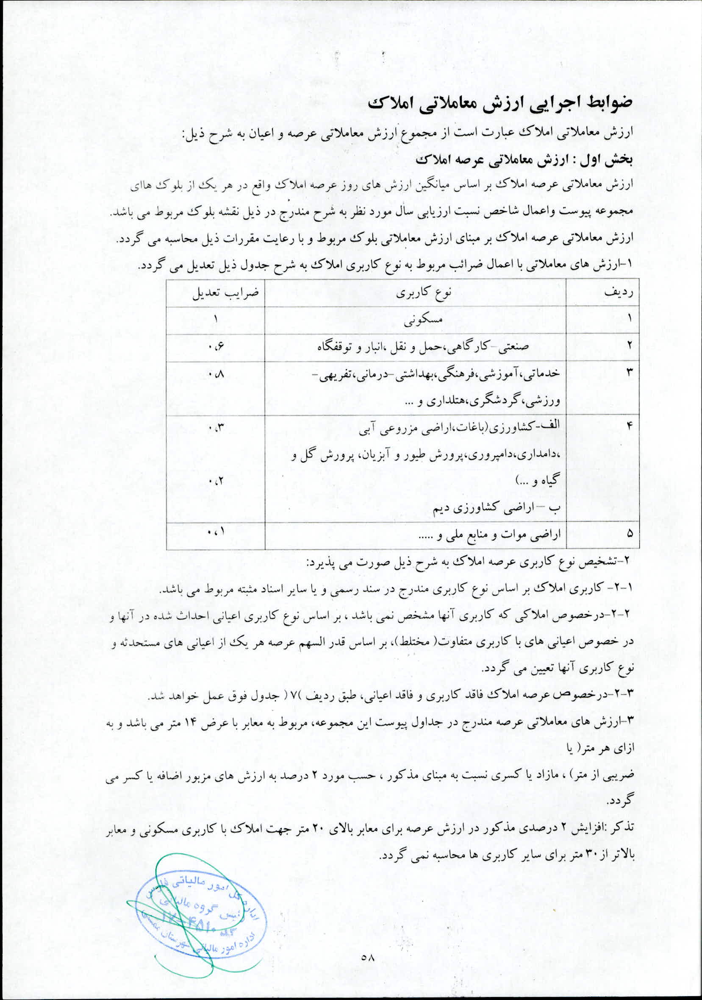 ضوابط اجرایی ارزش معاملاتی املاک
ارزش معاملاتی املاک عبارت است از مجموع ارزش معاملاتی عرصه و اعیان به شرح ذیل:
بخش اول : ارزش معاملاتی عرصه املاک
ارزش معاملاتی عرصه املاک بر اساس میانگین ارزش های روز عرصه املاک واقع در هر یک از بلوک هاای
مجموعه پیوست واعمال شاخص نسبت ارزیابی سال مورد نظر به شرح مندرج در ذیل نقشه بلوک مربوط می باشد.
ارزش معاملاتی عرصه املاک بر مبنای ارزش معاملاتی بلوک مربوط و با رعایت مقررات ذیل محاسبه می گردد.
۱-ارزش های معاملاتی با اعمال ضرائب مربوط به نوع کاربری املاک به شرح جدول ذیل تعدیل می گردد.
ردیف نوع کاربری ضرایب تعدیل
۱ مسکونی ۱
۲ صنعتی-کارگاهی،حمل و نقل ،انبار و توقفگاه ۰،۶
۳ خدماتی،آموزشی،فرهنگی،بهداشتی-درمانی،تفریهی- ۰،۸
ورزشی،گردشگری،هتلداری و ...
۴ الف-کشاورزی(باغات،اراضی مزروعی آبی ۰،۳
،دامداری،دامپروری،پرورش طیور و آبزیان، پرورش گل و
گیاه و ...) ۰،۲
ب –اراضی کشاورزی دیم
۵ اراضی موات و منابع ملی و ..... ۰،۱
۲-تشخیص نوع کاربری عرصه املاک به شرح ذیل صورت می پذیرد:
۲-۱- کاربری املاک بر اساس نوع کاربری مندرج در سند رسمی و یا سایر اسناد مثبته مربوط می باشد.
۲-۲-درخصوص املاکی که کاربری آنها مشخص نمی باشد ، بر اساس نوع کاربری اعیانی احداث شده در آنها و
در خصوص اعیانی های با کاربری متفاوت( مختلط)، بر اساس قدر السهم عرصه هر یک از اعیانی های مستحدثه و
نوع کاربری آنها تعیین می گردد.
۲-۳-درخصوص عرصه املاک فاقد کاربری و فاقد اعیانی، طبق ردیف )۷( جدول فوق عمل خواهد شد.
۳-ارزش های معاملاتی عرصه مندرج در جداول پیوست این مجموعه، مربوط به معابر با عرض ۱۴ متر می باشد و به
ازای هر متر( یا
ضریبی از متر) ، مازاد یا کسری نسبت به مبنای مذکور ، حسب مورد ۲ درصد به ارزش های مزبور اضافه یا کسر می
گردد.
تذکر :افزایش ۲ درصدی مذکور در ارزش عرصه برای معابر بالای ۲۰ متر جهت املاک با کاربری مسکونی و معابر
بالاتر از ۳۰ متر برای سایر کاربری ها محاسبه نمی گردد.
اداره کل امور مالیاتی فارس
رئیس گروه مالیاتی
اداره امور مالیاتی شهرستان
۵۸